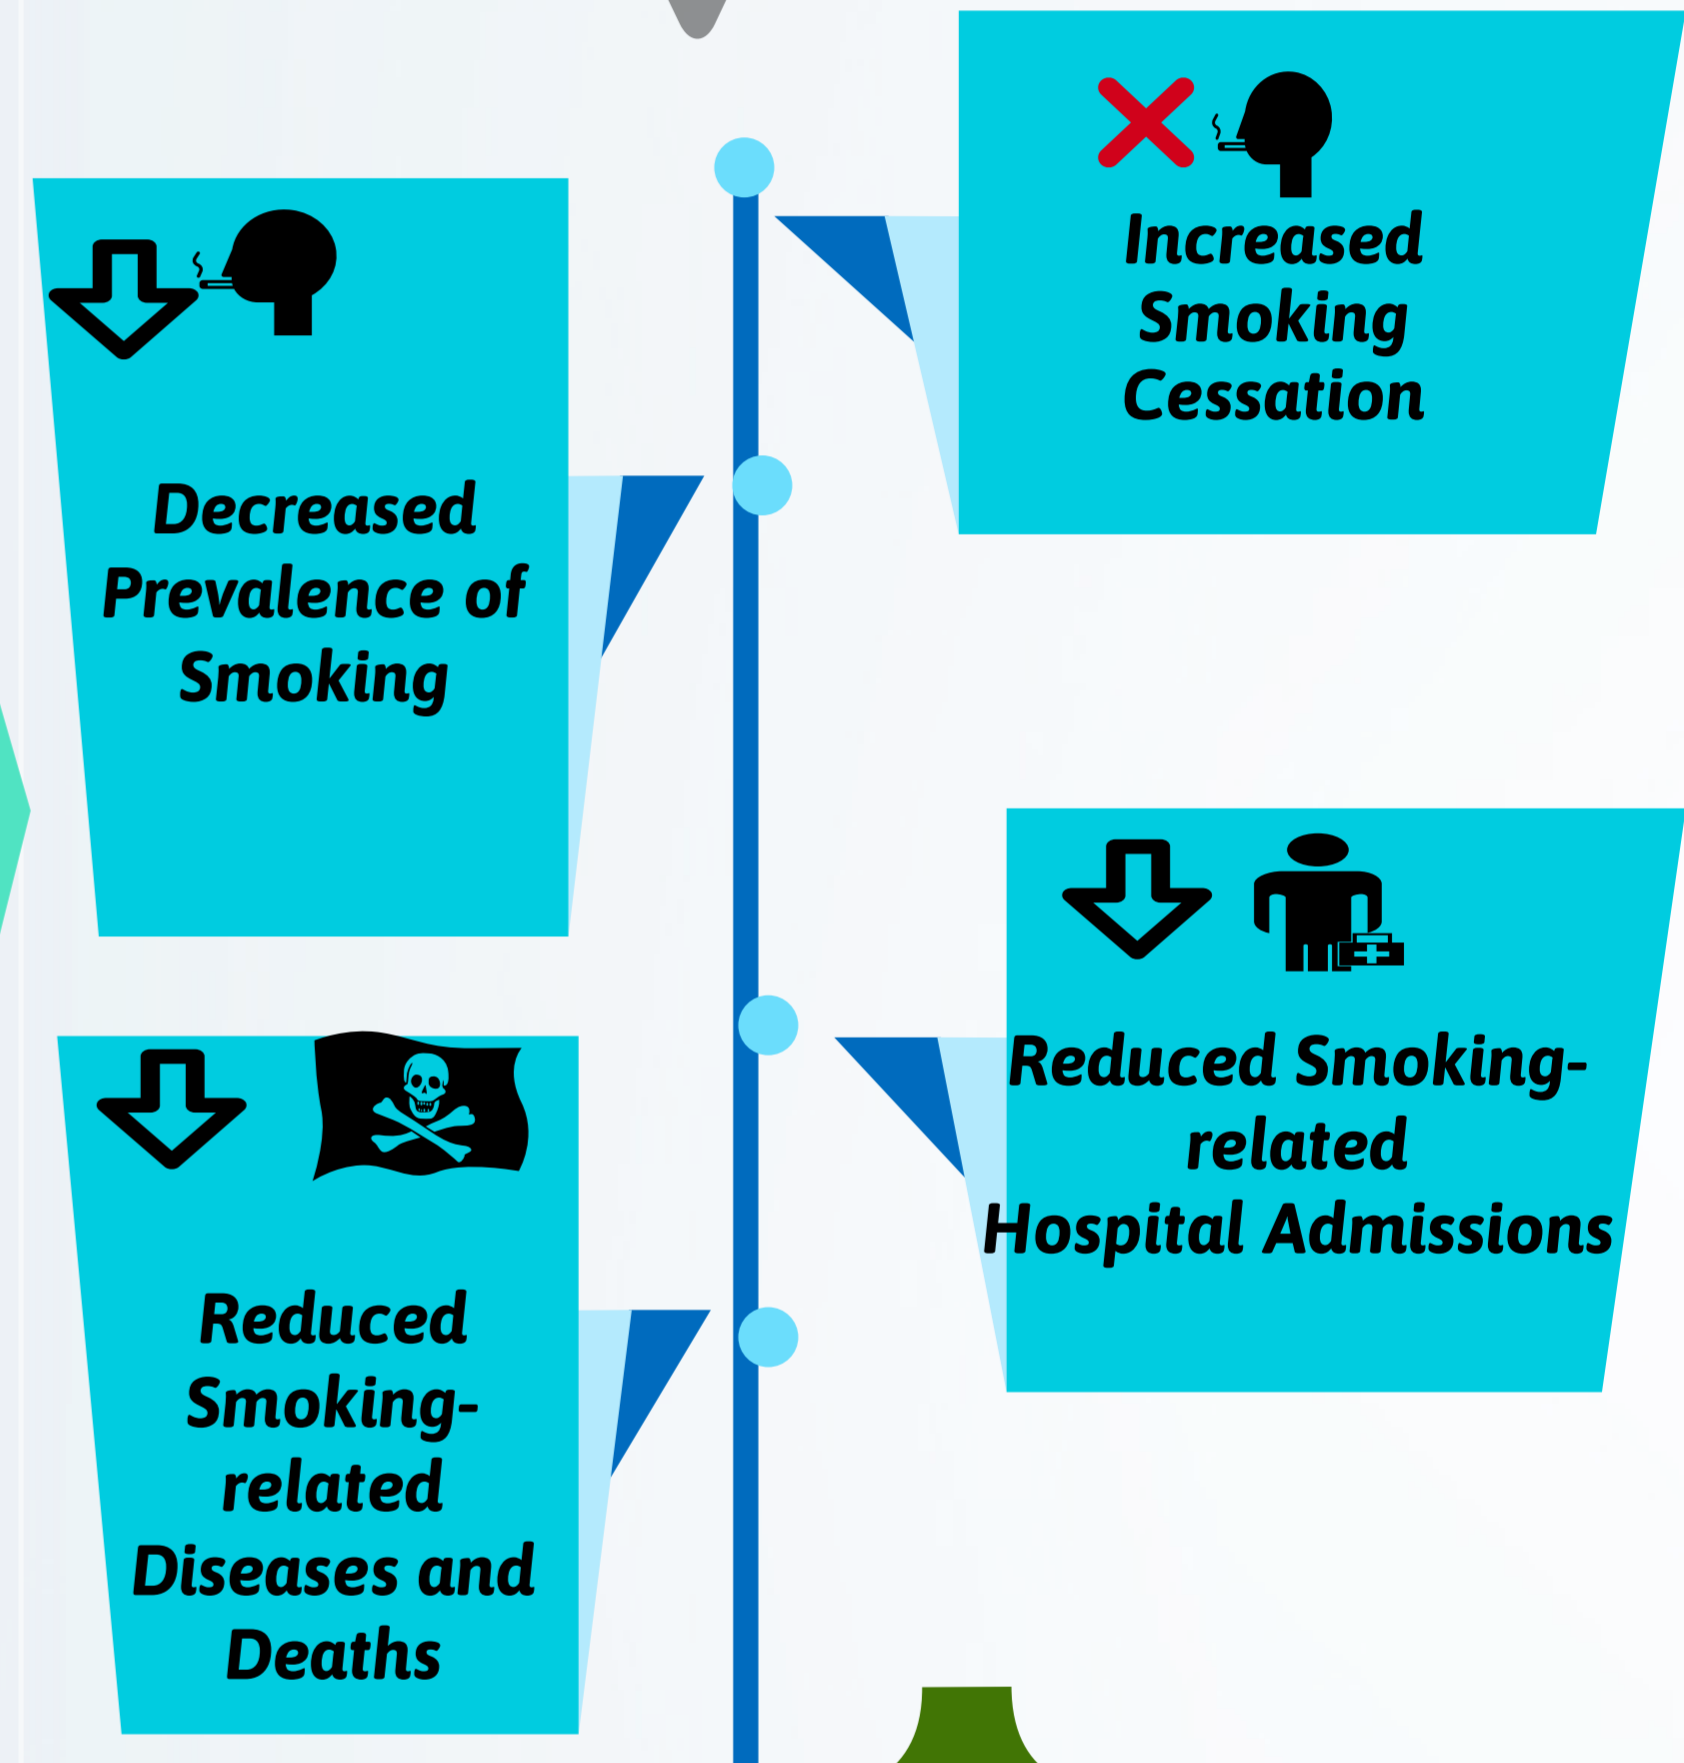 Increased
Smoking
Cessation
Decreased
Prevalence of
Smoking
Reduced Smoking-
related
Hospital Admissions
Reduced
Smoking-
related
Diseases and
Deaths